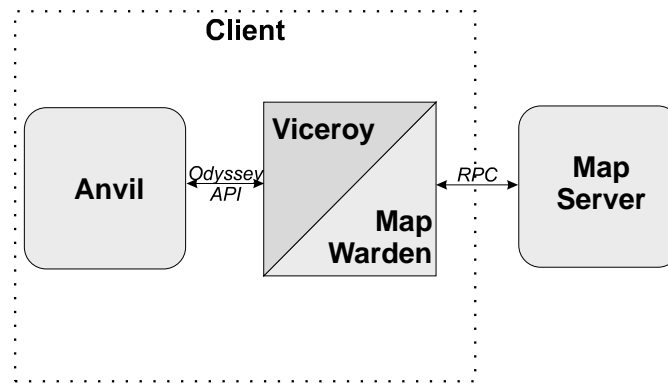 Client
Anvil
Odyssey
API
Viceroy
Map
Warden
RPC
Map
Server